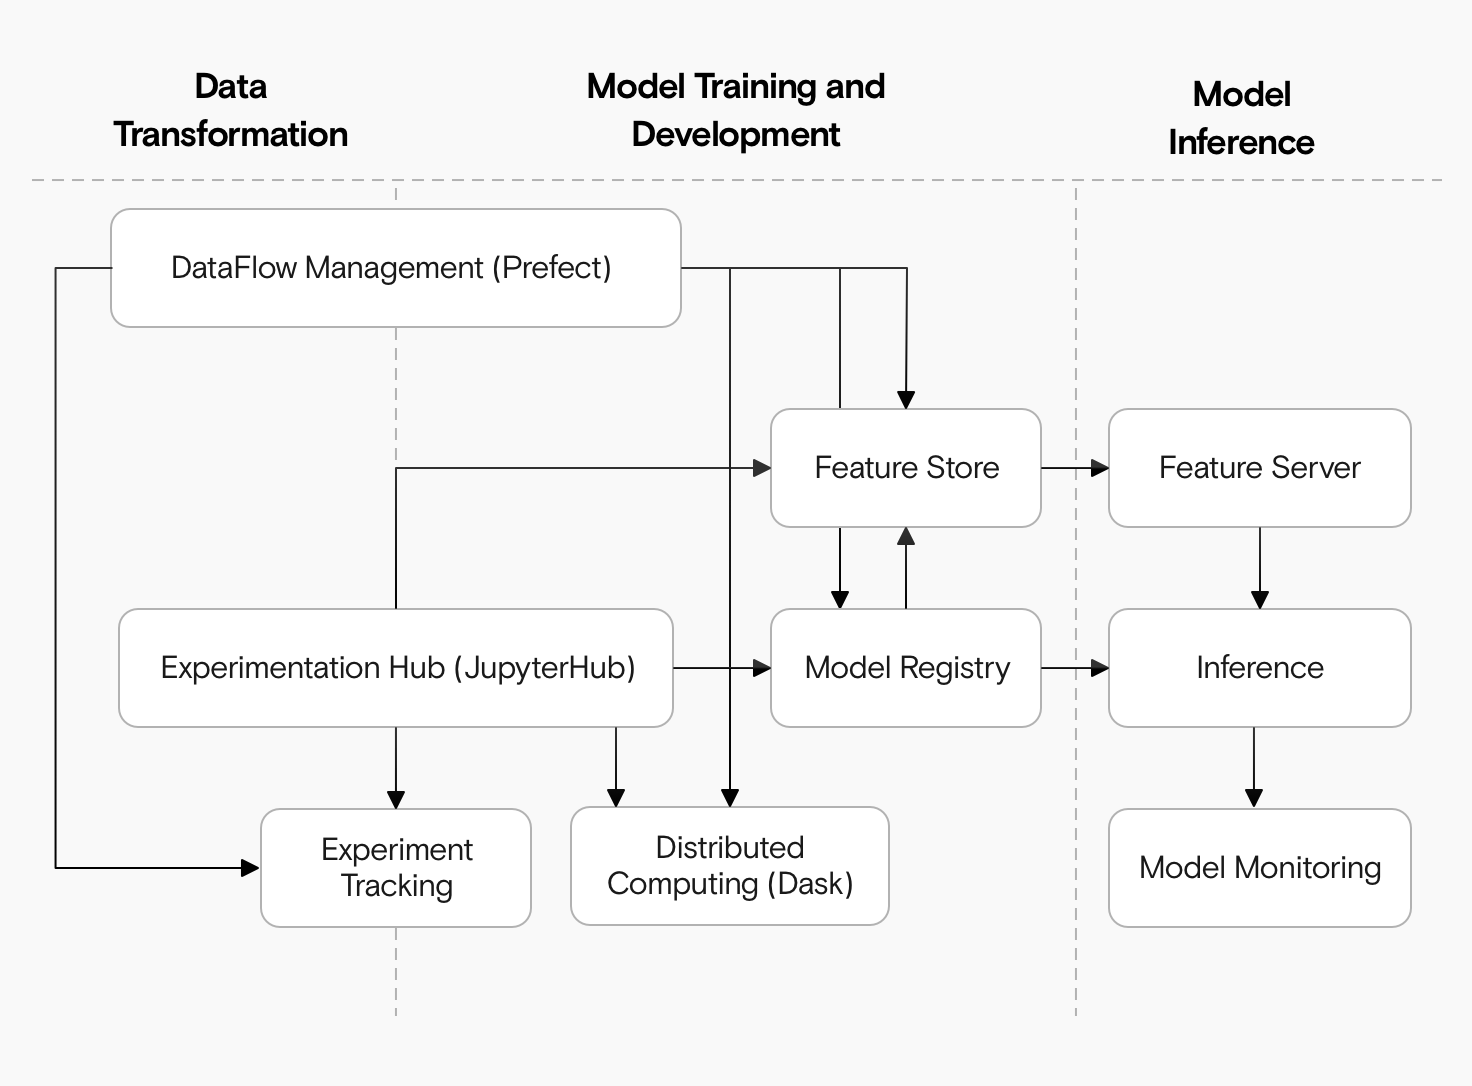 Data
Transformation
Model Training and
Development
Model
Inference
DataFlow Management (Prefect)
Feature Store
Feature Server
Experimentation Hub (JupyterHub)
Model Registry
Inference
Experiment
Tracking
Distributed
Computing (Dask)
Model Monitoring